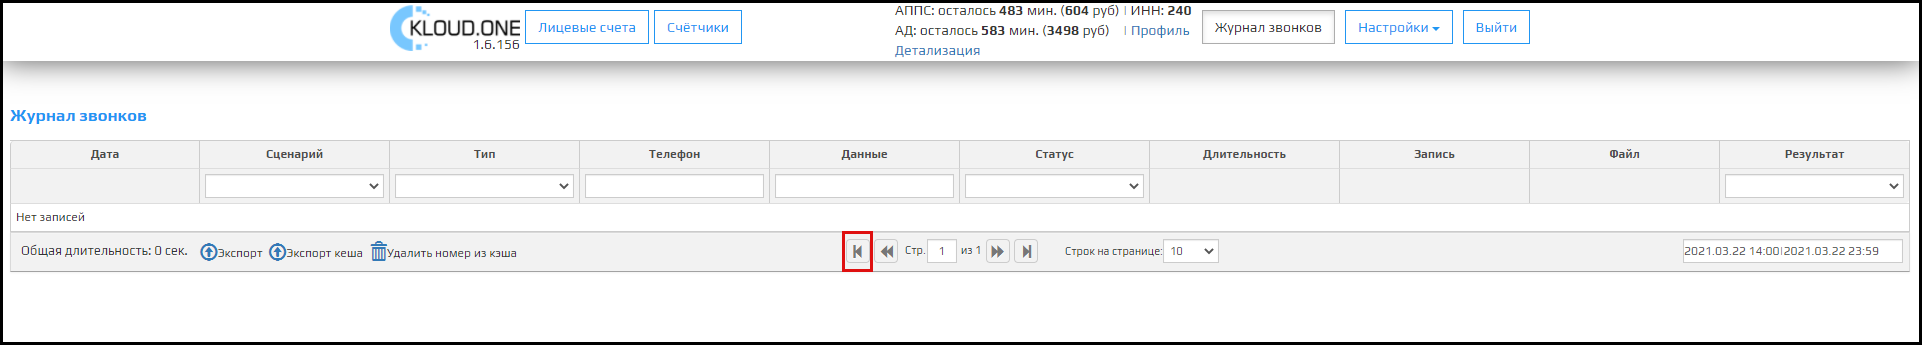 KLOUD.ONE
1.6.156
Лицевые счета
Счётчики
АППС: осталось 483 мин. (604 руб) | ИНН: 240
АД: осталось 583 мин. (3498 руб) | Профиль
Детализация
Журнал звонков
Настройки
Выйти
Журнал звонков
Дата Сценарий Тип Телефон Данные Статус Длительность Запись Файл Результат
Нет записей
Общая длительность: 0 сек. Экспорт Экспорт кеша Удалить номер из кэша Стр. 1 из 1 Строк на странице: 10 2021.03.22 14:00|2021.03.22 23:59